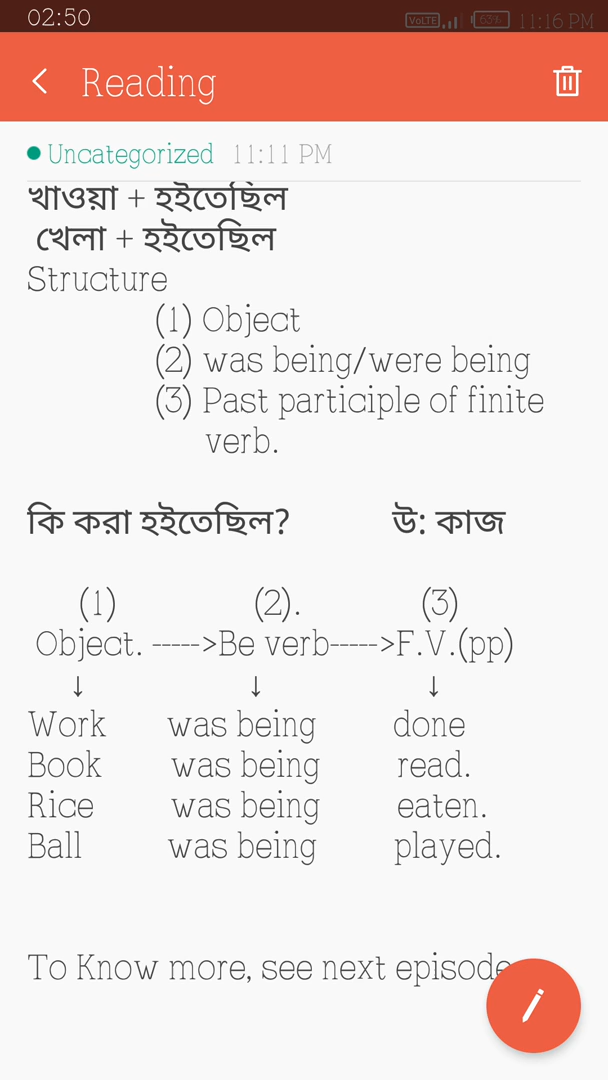 02:50 VoLTE 63% 11:16 PM
Reading
Uncategorized 11:11 PM
খাওয়া + হইতেছিল
খেলা + হইতেছিল
Structure
(1) Object
(2) was being/were being
(3) Past participle of finite
verb.
কি করা হইতেছিল? উ: কাজ
(1) (2). (3)
Object. ----->Be verb----->F.V.(pp)
↓ ↓ ↓
Work was being done
Book was being read.
Rice was being eaten.
Ball was being played.
To Know more, see next episode